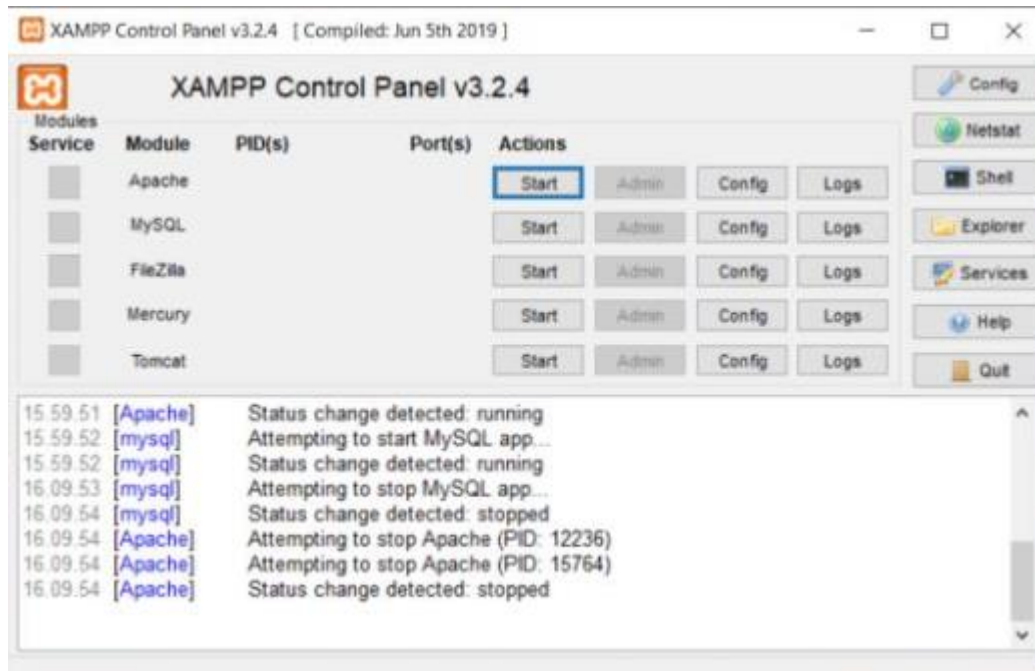 XAMPP Control Panel v3.2.4 [ Compiled: Jun 5th 2019 ]
XAMPP Control Panel v3.2.4
Config
Modules
Service Module PID(s) Port(s) Actions
Netstat
Apache Start Admin Config Logs
Shell
MySQL Start Admin Config Logs
Explorer
FileZilla Start Admin Config Logs
Services
Mercury Start Admin Config Logs
Help
Tomcat Start Admin Config Logs
Quit
15:59:51 [Apache] Status change detected: running
15:59:52 [mysql] Attempting to start MySQL app...
15:59:52 [mysql] Status change detected: running
16:09:53 [mysql] Attempting to stop MySQL app...
16:09:54 [mysql] Status change detected: stopped
16:09:54 [Apache] Attempting to stop Apache (PID: 12236)
16:09:54 [Apache] Attempting to stop Apache (PID: 15764)
16:09:54 [Apache] Status change detected: stopped